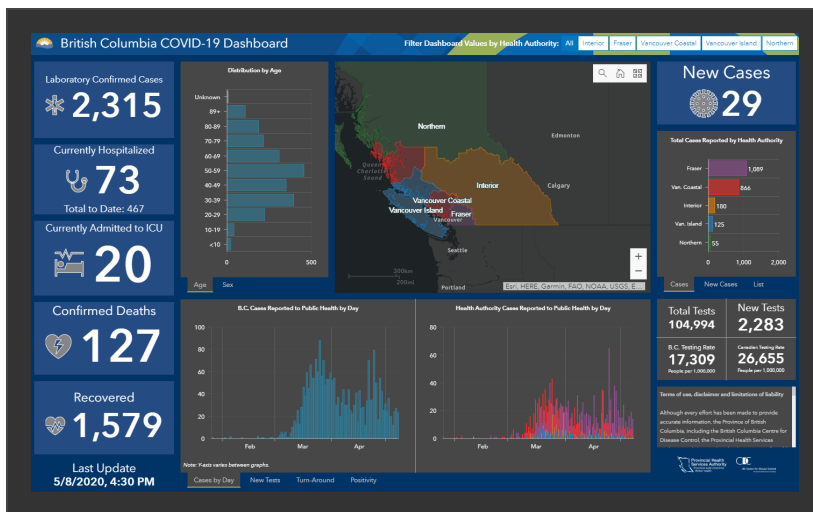 British Columbia COVID-19 Dashboard
Filter Dashboard Values by Health Authority:
All
Interior
Fraser
Vancouver Coastal
Vancouver Island
Northern
Laboratory Confirmed Cases
2,315
Currently Hospitalized
73
Total to Date: 467
Currently Admitted to ICU
20
Confirmed Deaths
127
Recovered
1,579
Last Update
5/8/2020, 4:30 PM
Distribution by Age
Unknown
89+
80-89
70-79
60-69
50-59
40-49
30-39
20-29
10-19
<10
0
500
Age
Sex
Northern
Edmonton
Queen
Charlotte
Sound
Interior
Calgary
Vancouver Coastal
Vancouver Island
Fraser
Vancouver
Seattle
300km
200mi
Portland
+
−
Esri, HERE, Garmin, FAO, NOAA, USGS, E...
New Cases
29
Total Cases Reported by Health Authority
Fraser
1,089
Van. Coastal
866
Interior
180
Van. Island
125
Northern
55
0
1,000
2,000
Cases
New Cases
List
B.C. Cases Reported to Public Health by Day
100
80
60
40
20
0
Feb
Mar
Apr
Note: Y-axis varies between graphs.
Health Authority Cases Reported to Public Health by Day
80
60
40
20
0
Feb
Mar
Apr
Cases by Day
New Tests
Turn-Around
Positivity
Total Tests
104,994
New Tests
2,283
B.C. Testing Rate
17,309
People per 1,000,000
Canadian Testing Rate
26,655
People per 1,000,000
Terms of use, disclaimer and limitations of liability
Although every effort has been made to provide
accurate information, the Province of British
Columbia, including the British Columbia Centre for
Disease Control, the Provincial Health Services
Provincial Health
Services Authority